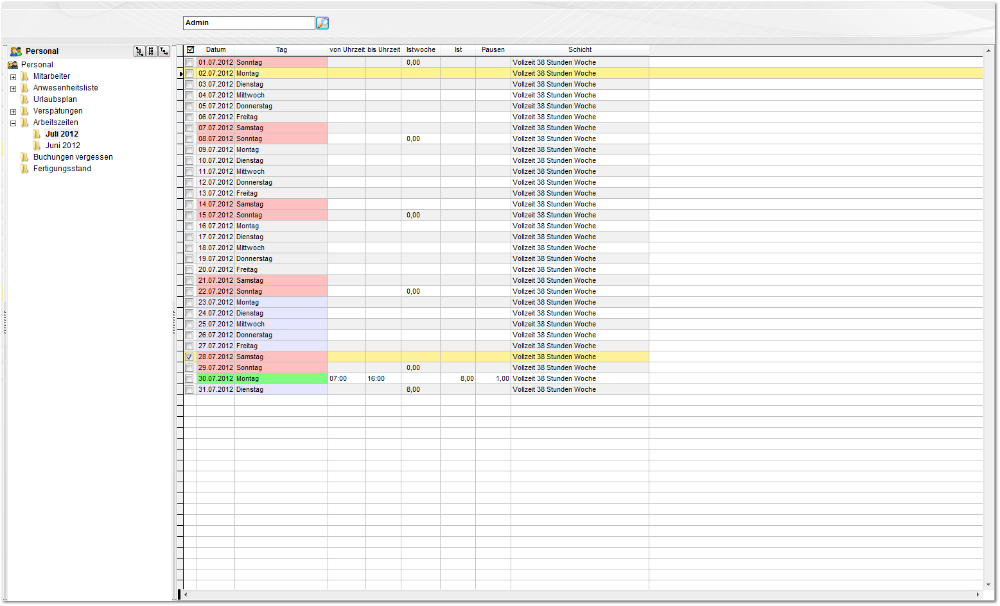 Admin
Personal
Personal
Mitarbeiter
Anwesenheitsliste
Urlaubsplan
Verspätungen
Arbeitszeiten
Juli 2012
Juni 2012
Buchungen vergessen
Fertigungsstand
Datum Tag von Uhrzeit bis Uhrzeit Istwoche Ist Pausen Schicht
01.07.2012 Sonntag 0,00 Vollzeit 38 Stunden Woche
02.07.2012 Montag Vollzeit 38 Stunden Woche
03.07.2012 Dienstag Vollzeit 38 Stunden Woche
04.07.2012 Mittwoch Vollzeit 38 Stunden Woche
05.07.2012 Donnerstag Vollzeit 38 Stunden Woche
06.07.2012 Freitag Vollzeit 38 Stunden Woche
07.07.2012 Samstag Vollzeit 38 Stunden Woche
08.07.2012 Sonntag 0,00 Vollzeit 38 Stunden Woche
09.07.2012 Montag Vollzeit 38 Stunden Woche
10.07.2012 Dienstag Vollzeit 38 Stunden Woche
11.07.2012 Mittwoch Vollzeit 38 Stunden Woche
12.07.2012 Donnerstag Vollzeit 38 Stunden Woche
13.07.2012 Freitag Vollzeit 38 Stunden Woche
14.07.2012 Samstag Vollzeit 38 Stunden Woche
15.07.2012 Sonntag 0,00 Vollzeit 38 Stunden Woche
16.07.2012 Montag Vollzeit 38 Stunden Woche
17.07.2012 Dienstag Vollzeit 38 Stunden Woche
18.07.2012 Mittwoch Vollzeit 38 Stunden Woche
19.07.2012 Donnerstag Vollzeit 38 Stunden Woche
20.07.2012 Freitag Vollzeit 38 Stunden Woche
21.07.2012 Samstag Vollzeit 38 Stunden Woche
22.07.2012 Sonntag 0,00 Vollzeit 38 Stunden Woche
23.07.2012 Montag Vollzeit 38 Stunden Woche
24.07.2012 Dienstag Vollzeit 38 Stunden Woche
25.07.2012 Mittwoch Vollzeit 38 Stunden Woche
26.07.2012 Donnerstag Vollzeit 38 Stunden Woche
27.07.2012 Freitag Vollzeit 38 Stunden Woche
28.07.2012 Samstag Vollzeit 38 Stunden Woche
29.07.2012 Sonntag 0,00 Vollzeit 38 Stunden Woche
30.07.2012 Montag 07:00 16:00 8,00 1,00 Vollzeit 38 Stunden Woche
31.07.2012 Dienstag 8,00 Vollzeit 38 Stunden Woche